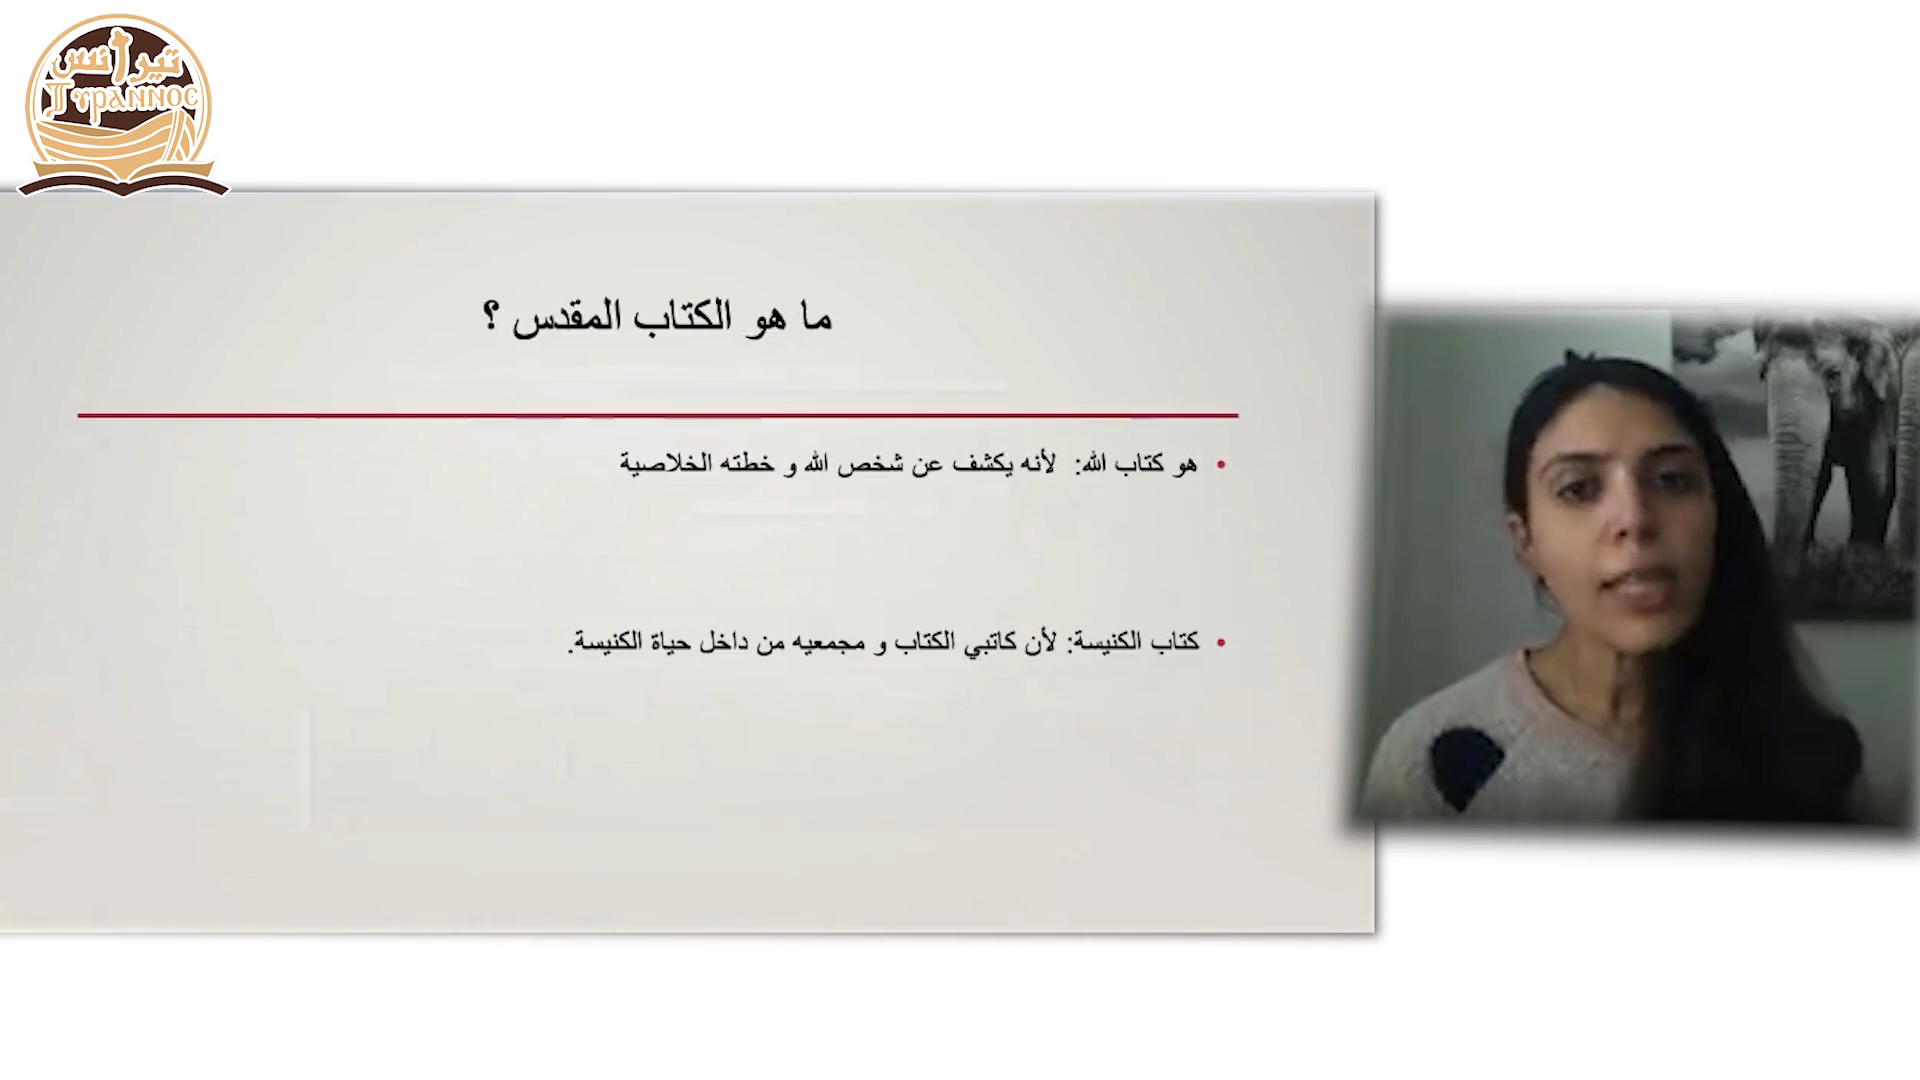 تيرانس
Tyrannoc
ما هو الكتاب المقدس ؟
• هو كتاب الله: لأنه يكشف عن شخص الله و خطته الخلاصية
• كتاب الكنيسة: لأن كاتبي الكتاب و مجمعيه من داخل حياة الكنيسة.